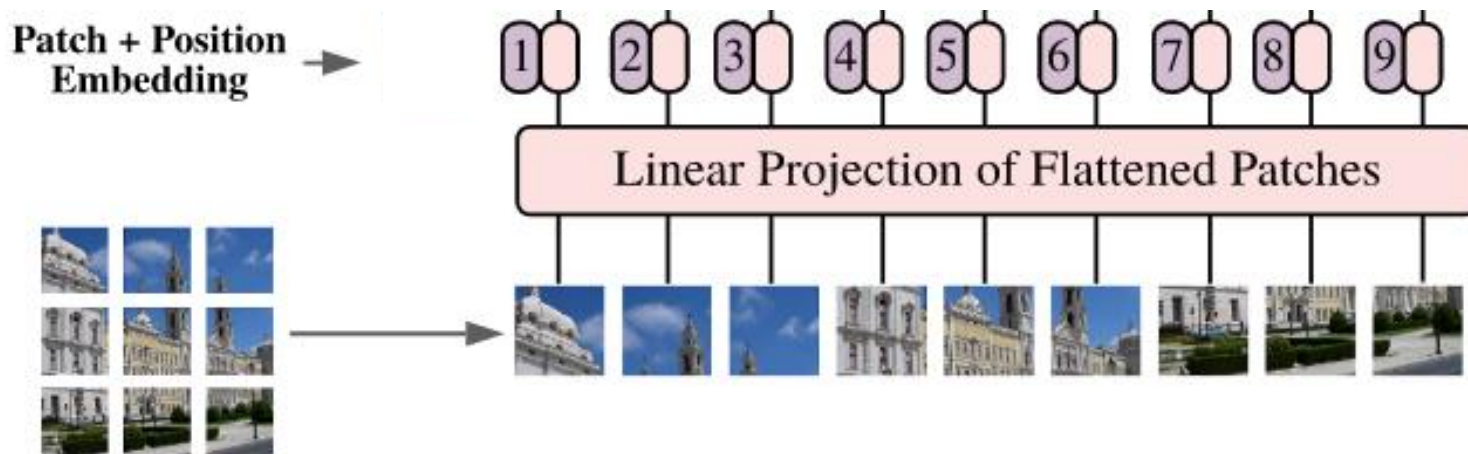 Patch + Position
Embedding
1 2 3 4 5 6 7 8 9
Linear Projection of Flattened Patches